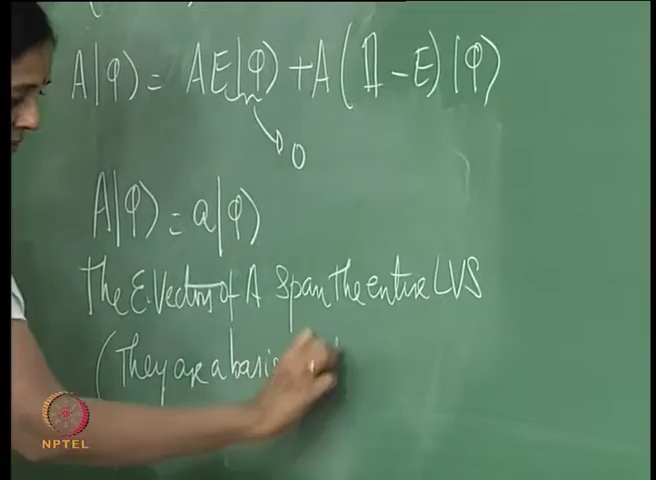 A|φ⟩ = AE|φ⟩ + A(𝟙 - E)|φ⟩
0
A|φ⟩ = a|φ⟩
The E.Vectors of A span the entire LVS
(They are a basis
NPTEL